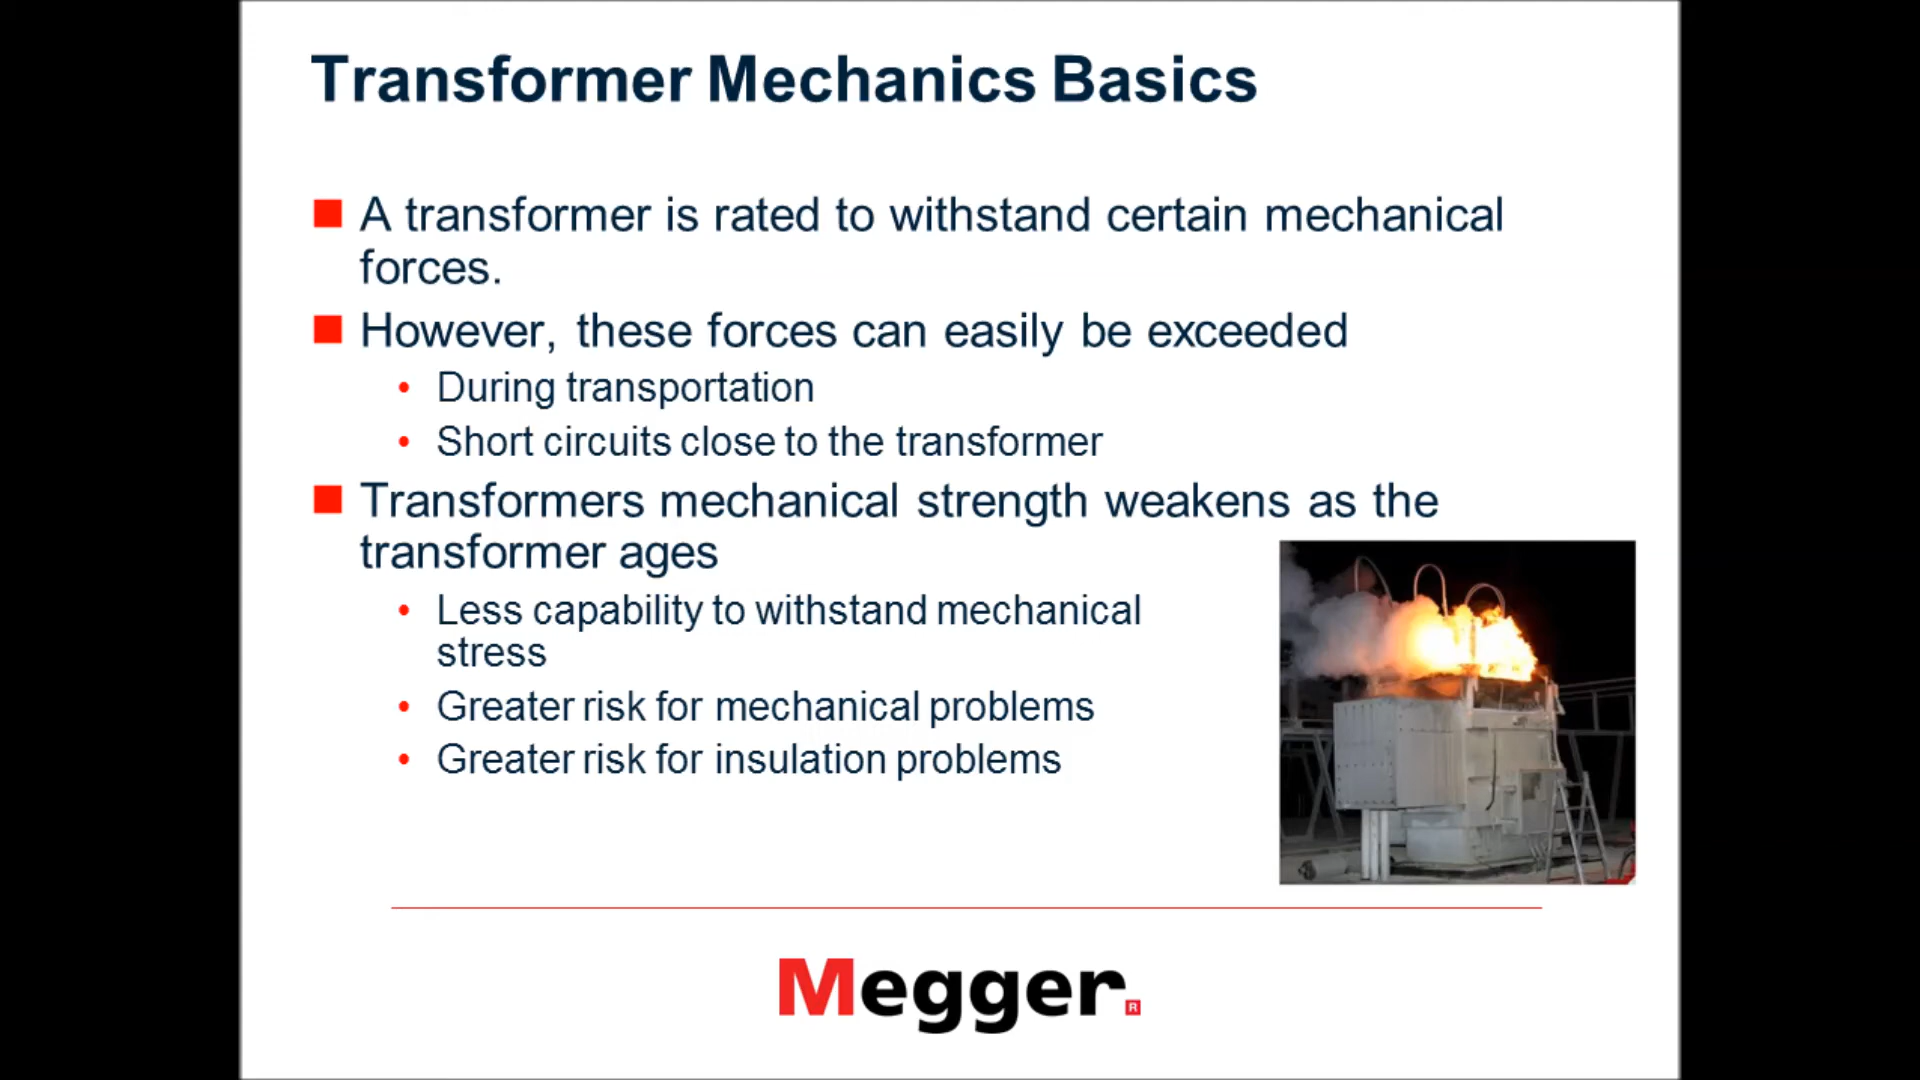 Transformer Mechanics Basics
A transformer is rated to withstand certain mechanical
forces.
However, these forces can easily be exceeded
• During transportation
• Short circuits close to the transformer
Transformers mechanical strength weakens as the
transformer ages
• Less capability to withstand mechanical
stress
• Greater risk for mechanical problems
• Greater risk for insulation problems
Megger®